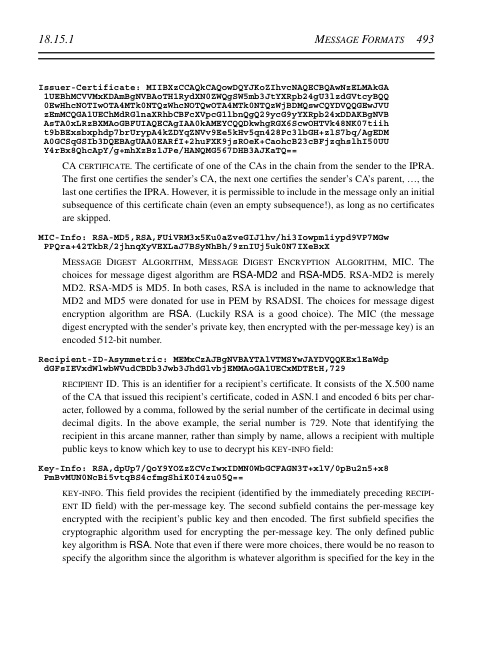 18.15.1 MESSAGE FORMATS 493
Issuer-Certificate: MIIBXzCCAQkCAQowDQYJKoZIhvcNAQECBQAwNzELMAkGA
1UEBhMCVVMxKDAmBgNVBAoTH1RydXN0ZWQgSW5mb3JtYXRpb24gU3lzdGVtcyBQQ
0EwHhcNOTIwOTA4MTk0NTQzWhcNOTQwOTA4MTk0NTQzWjBDMQswCQYDVQQGEwJVU
zEmMCQGA1UEChMdRGlnaXRhbCBFcXVpcG1lbnQgQ29ycG9yYXRpb24xDDAKBgNVB
AsTA0xLRzBXMAoGBFUIAQECAgIAA0kAMEYCQQDkwhgRGX6ScwOHTVk48NK07tiih
t9bBExsbxphdp7brUrypA4kZDYqZNVv9Ee5kHv5qn428Pc3lbGH+zlS7bq/AgEDM
A0GCSqGSIb3DQEBAgUAA0EARfI+2huFXK9jsROeK+CaohcB23cBFjzqhslhI50UU
Y4rBx8QhcApY/g+mhXzBz1JPe/HANQMG567DHB3AJKaTQ==
CA CERTIFICATE. The certificate of one of the CAs in the chain from the sender to the IPRA.
The first one certifies the sender’s CA, the next one certifies the sender’s CA’s parent, …, the
last one certifies the IPRA. However, it is permissible to include in the message only an initial
subsequence of this certificate chain (even an empty subsequence!), as long as no certificates
are skipped.
MIC-Info: RSA-MD5,RSA,FUiVRM3x5Ku0aZveGIJ1hv/hi3Iowpm1iypd9VP7MGw
PPQra+42TkbR/2jhnqXyVEXLaJ7BSyNhBh/9znIUj5uk0N7IXeBxX
MESSAGE DIGEST ALGORITHM, MESSAGE DIGEST ENCRYPTION ALGORITHM, MIC. The
choices for message digest algorithm are RSA-MD2 and RSA-MD5. RSA-MD2 is merely
MD2. RSA-MD5 is MD5. In both cases, RSA is included in the name to acknowledge that
MD2 and MD5 were donated for use in PEM by RSADSI. The choices for message digest
encryption algorithm are RSA. (Luckily RSA is a good choice). The MIC (the message
digest encrypted with the sender’s private key, then encrypted with the per-message key) is an
encoded 512-bit number.
Recipient-ID-Asymmetric: MEMxCzAJBgNVBAYTAlVTMSYwJAYDVQQKEx1EaWdp
dGFsIEVxdWlwbWVudCBDb3Jwb3JhdGlvbjEMMAoGA1UECxMDTEtH,729
RECIPIENT ID. This is an identifier for a recipient’s certificate. It consists of the X.500 name
of the CA that issued this recipient’s certificate, coded in ASN.1 and encoded 6 bits per char-
acter, followed by a comma, followed by the serial number of the certificate in decimal using
decimal digits. In the above example, the serial number is 729. Note that identifying the
recipient in this arcane manner, rather than simply by name, allows a recipient with multiple
public keys to know which key to use to decrypt his KEY-INFO field:
Key-Info: RSA,dpUp7/QoY9YOZzZCVcIwxIDMN0WbGCFAGN3T+xlV/0pBu2n5+x8
PmBvMUN0NcBi5vtqBS4cfmgShiK0I4zu05Q==
KEY-INFO. This field provides the recipient (identified by the immediately preceding RECIPI-
ENT ID field) with the per-message key. The second subfield contains the per-message key
encrypted with the recipient’s public key and then encoded. The first subfield specifies the
cryptographic algorithm used for encrypting the per-message key. The only defined public
key algorithm is RSA. Note that even if there were more choices, there would be no reason to
specify the algorithm since the algorithm is whatever algorithm is specified for the key in the